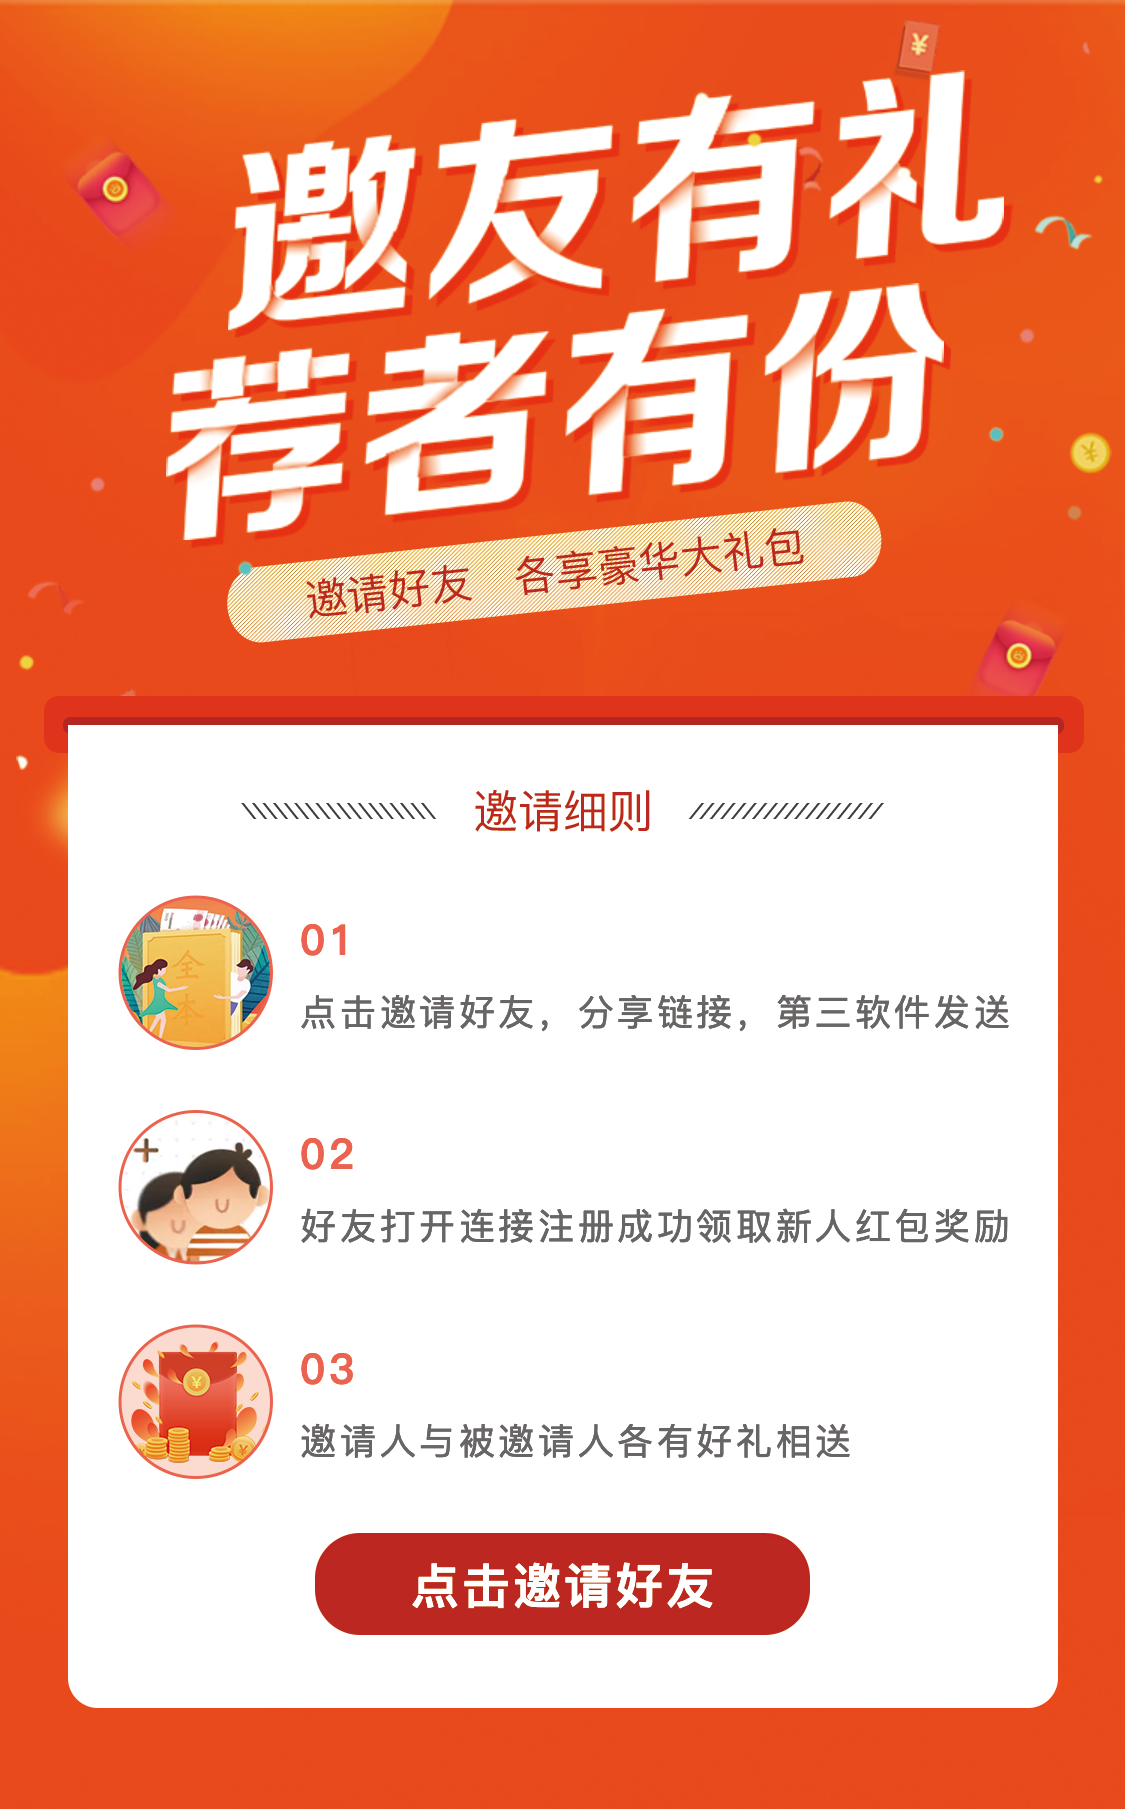 邀友有礼
荐者有份
邀请好友 各享豪华大礼包
邀请细则
全本
01
点击邀请好友，分享链接，第三软件发送
02
好友打开连接注册成功领取新人红包奖励
¥
03
邀请人与被邀请人各有好礼相送
点击邀请好友